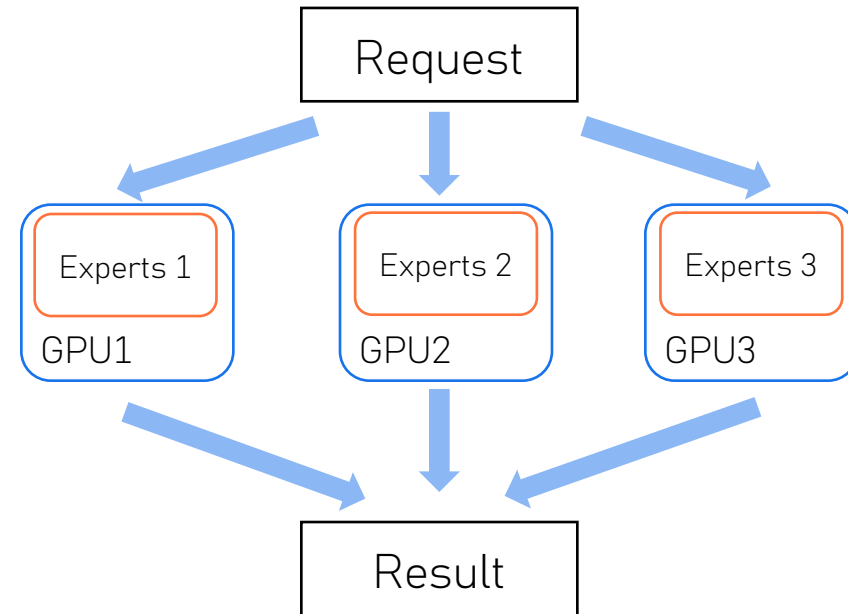 Request
Experts 1
Experts 2
Experts 3
GPU1
GPU2
GPU3
Result